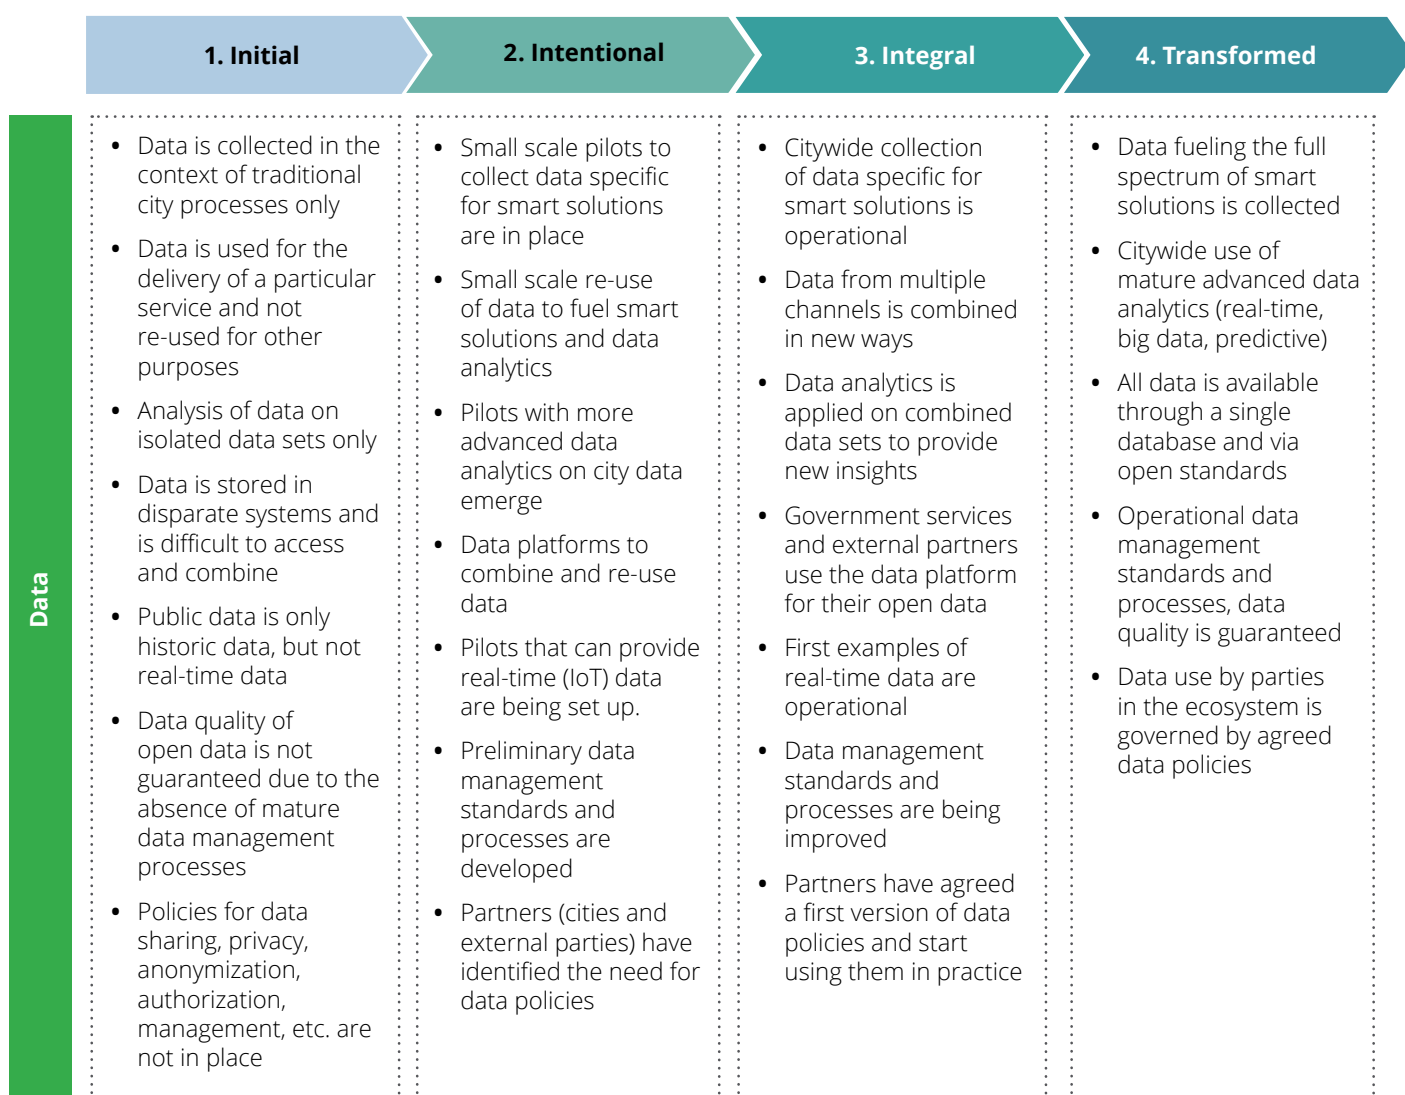 1. Initial
2. Intentional
3. Integral
4. Transformed
Data
• Data is collected in the
context of traditional
city processes only
• Data is used for the
delivery of a particular
service and not
re-used for other
purposes
• Analysis of data on
isolated data sets only
• Data is stored in
disparate systems and
is difficult to access
and combine
• Public data is only
historic data, but not
real-time data
• Data quality of
open data is not
guaranteed due to the
absence of mature
data management
processes
• Policies for data
sharing, privacy,
anonymization,
authorization,
management, etc. are
not in place
• Small scale pilots to
collect data specific
for smart solutions
are in place
• Small scale re-use
of data to fuel smart
solutions and data
analytics
• Pilots with more
advanced data
analytics on city data
emerge
• Data platforms to
combine and re-use
data
• Pilots that can provide
real-time (IoT) data
are being set up.
• Preliminary data
management
standards and
processes are
developed
• Partners (cities and
external parties) have
identified the need for
data policies
• Citywide collection
of data specific for
smart solutions is
operational
• Data from multiple
channels is combined
in new ways
• Data analytics is
applied on combined
data sets to provide
new insights
• Government services
and external partners
use the data platform
for their open data
• First examples of
real-time data are
operational
• Data management
standards and
processes are being
improved
• Partners have agreed
a first version of data
policies and start
using them in practice
• Data fueling the full
spectrum of smart
solutions is collected
• Citywide use of
mature advanced data
analytics (real-time,
big data, predictive)
• All data is available
through a single
database and via
open standards
• Operational data
management
standards and
processes, data
quality is guaranteed
• Data use by parties
in the ecosystem is
governed by agreed
data policies